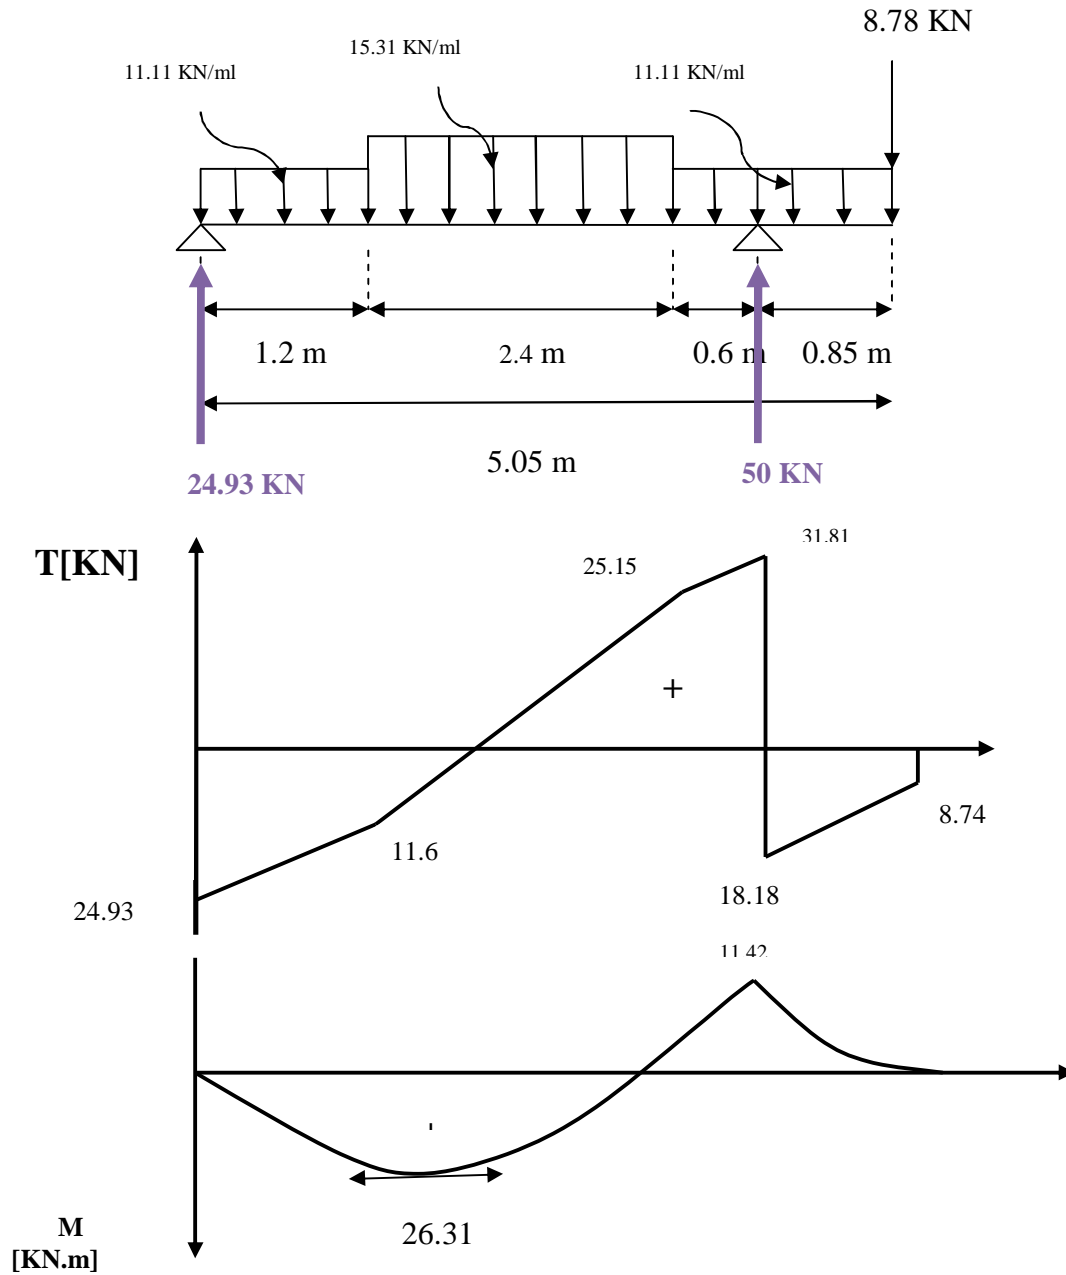 8.78 KN
15.31 KN/ml
11.11 KN/ml
11.11 KN/ml
1.2 m
2.4 m
0.6 m
0.85 m
5.05 m
24.93 KN
50 KN
T[KN]
31.81
25.15
+
11.6
8.74
24.93
18.18
11.42
26.31
M
[KN.m]